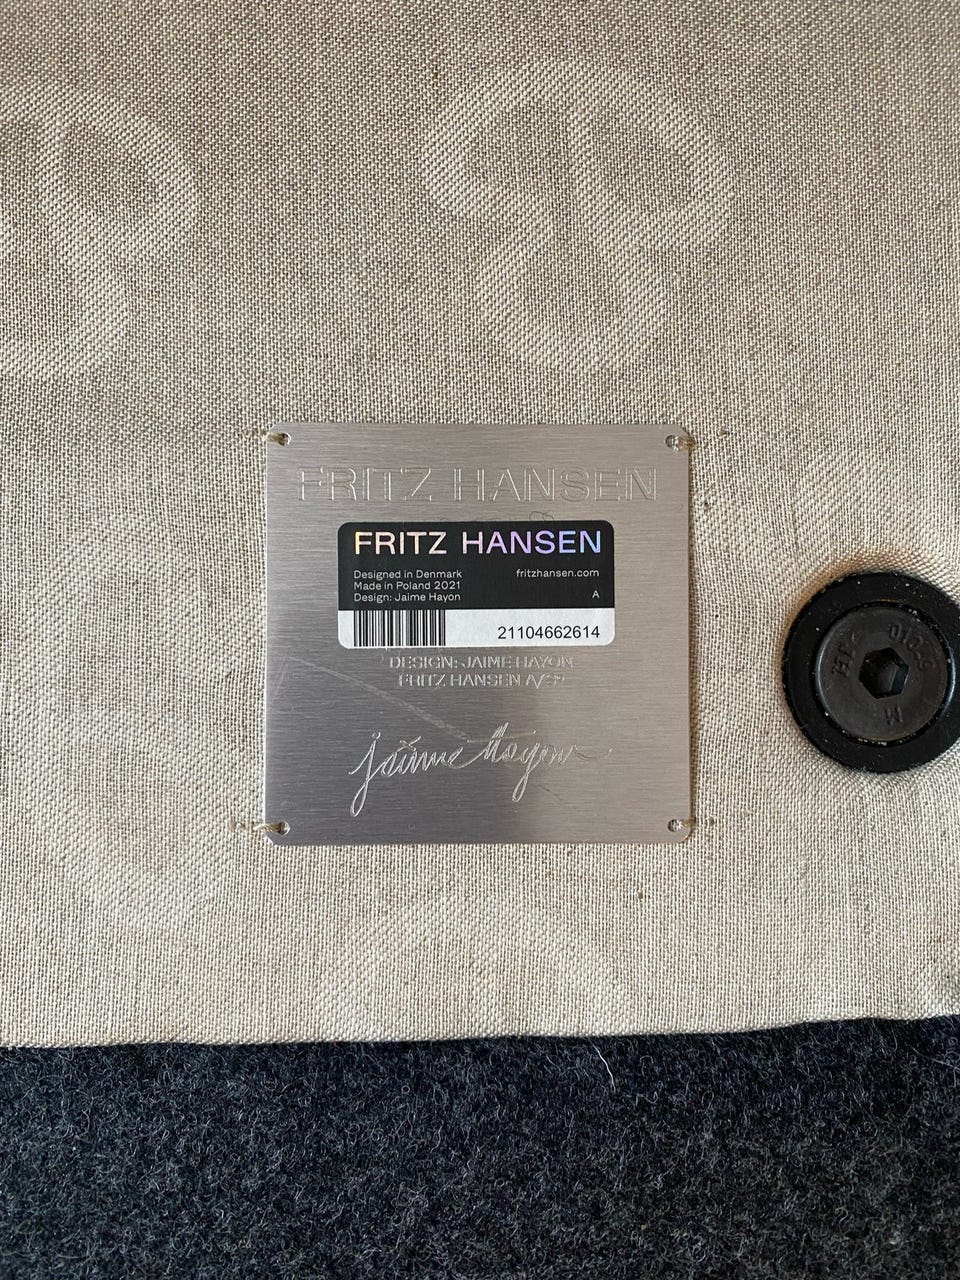 FRITZ HANSEN
FRITZ HANSEN
Designed in Denmark
Made in Poland 2021
Design: Jaime Hayon
fritzhansen.com
A
21104662614
DESIGN: JAIME HAYON
FRITZ HANSEN A/S
jaime Hayon